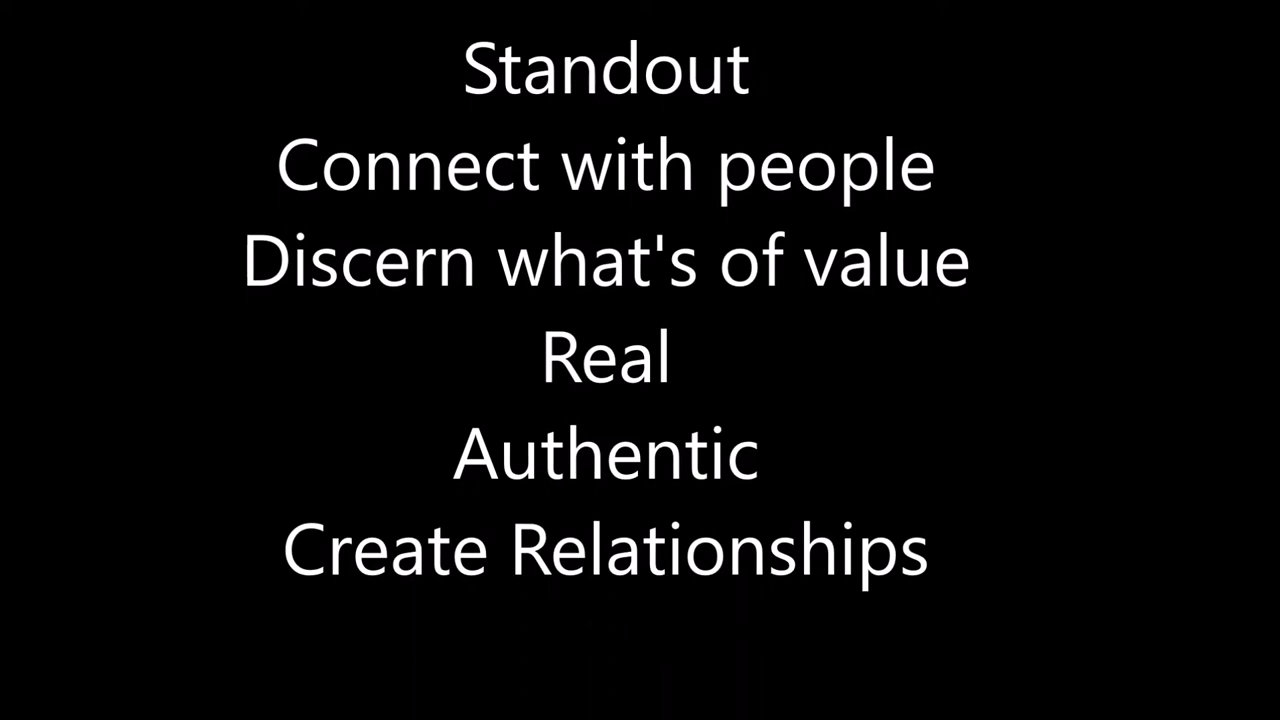 Standout
Connect with people
Discern what's of value
Real
Authentic
Create Relationships